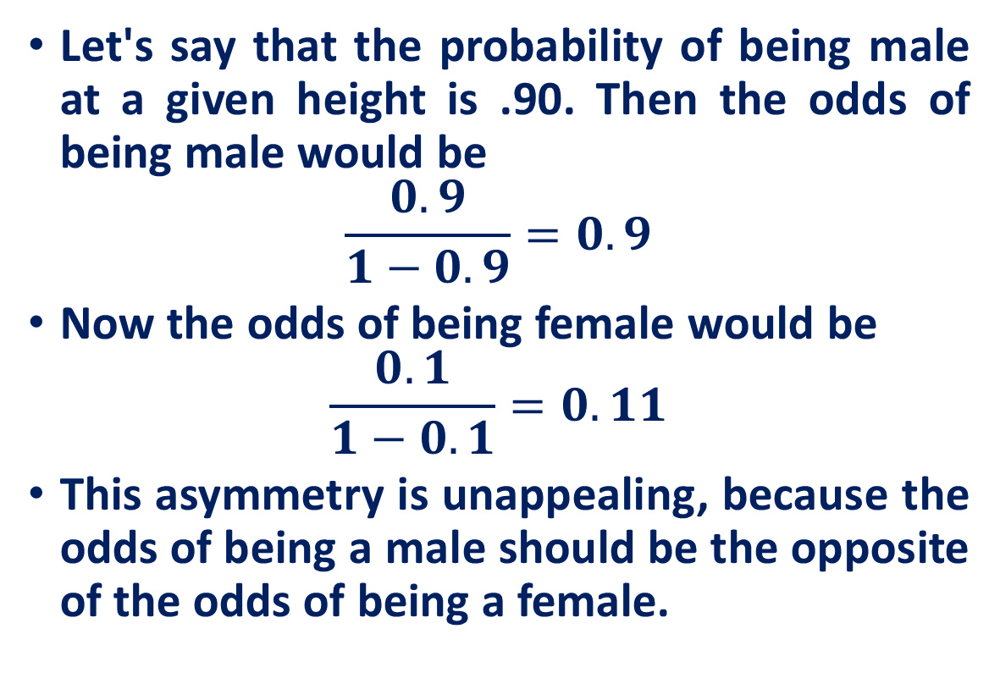 • Let's say that the probability of being male
at a given height is .90. Then the odds of
being male would be
0.9
1 − 0.9 = 0.9
• Now the odds of being female would be
0.1
1 − 0.1 = 0.11
• This asymmetry is unappealing, because the
odds of being a male should be the opposite
of the odds of being a female.